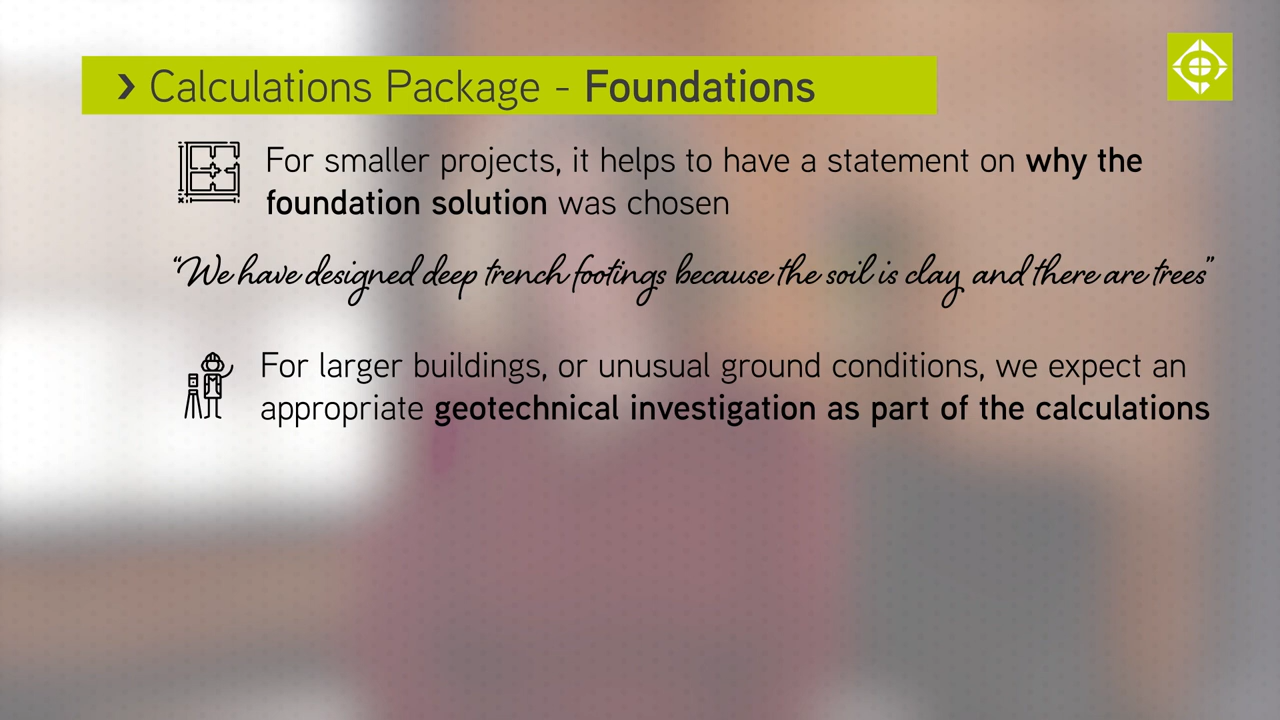 › Calculations Package - Foundations
For smaller projects, it helps to have a statement on why the
foundation solution was chosen
“We have designed deep trench footings because the soil is clay and there are trees”
For larger buildings, or unusual ground conditions, we expect an
appropriate geotechnical investigation as part of the calculations